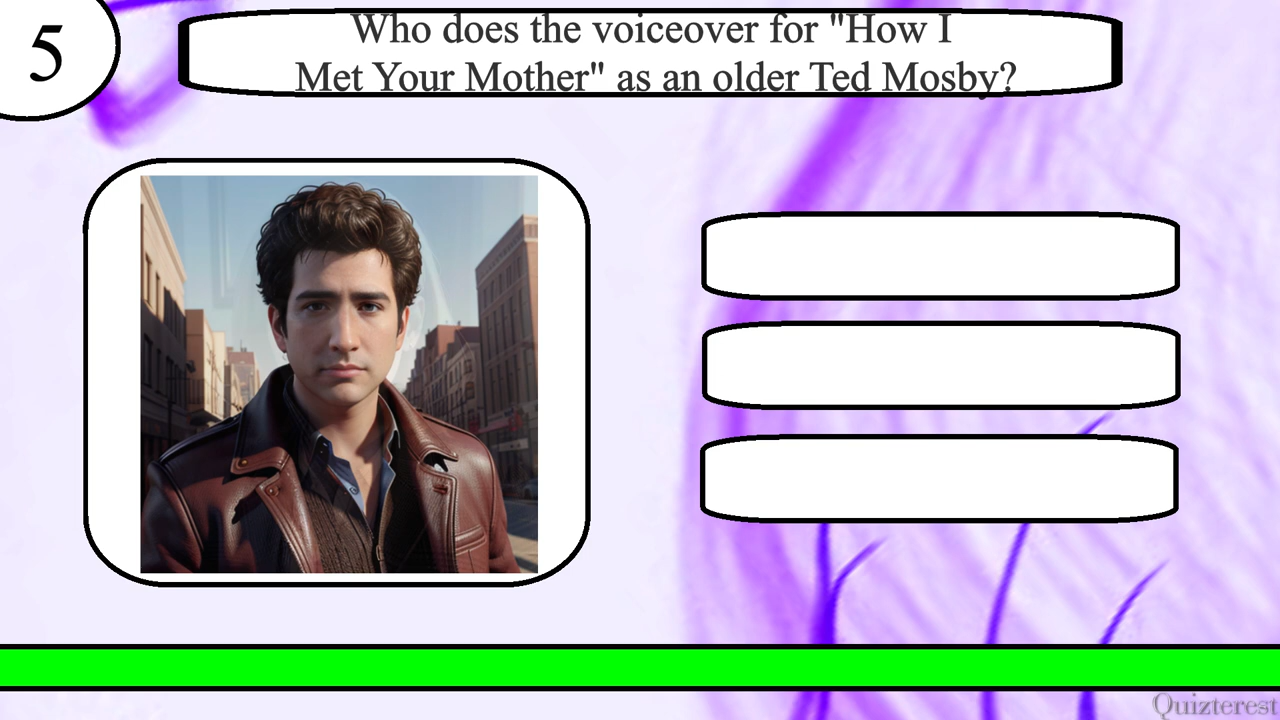 5
Who does the voiceover for "How I
Met Your Mother" as an older Ted Mosby?
Quizterest